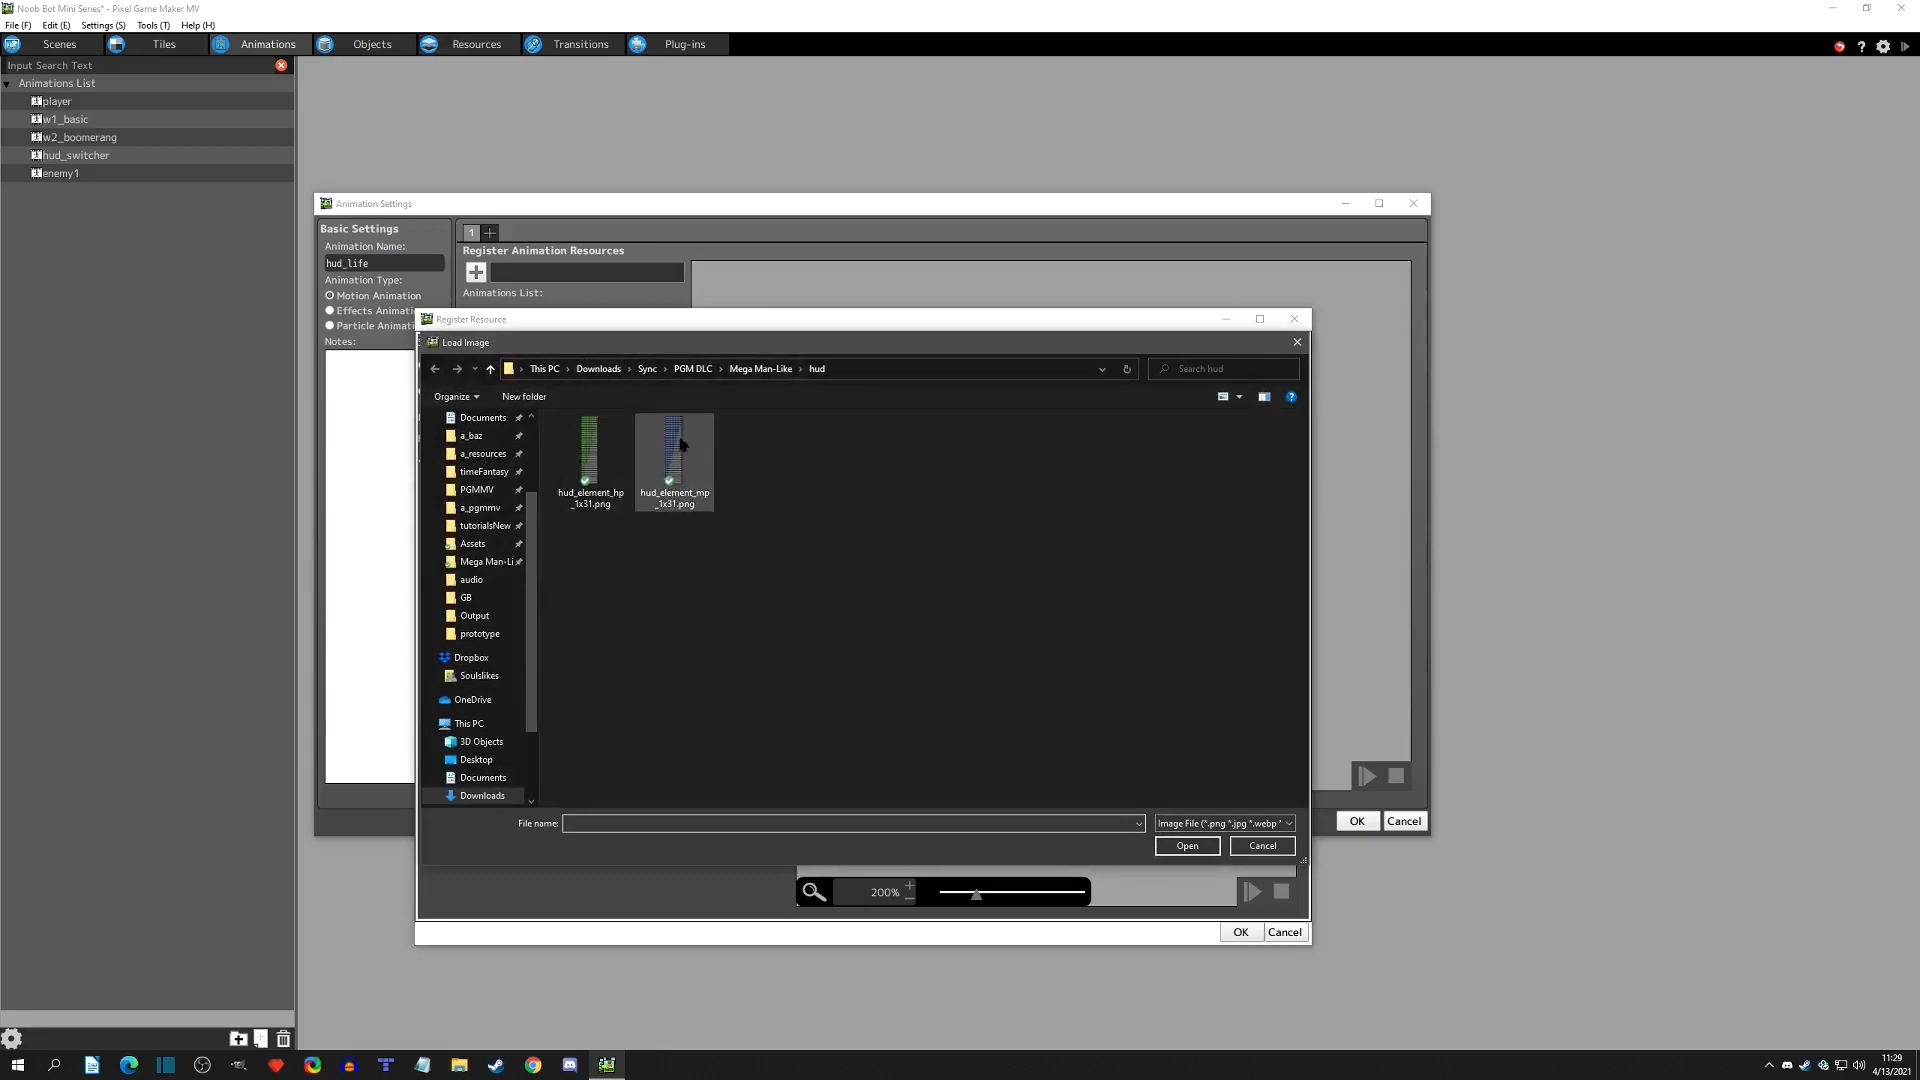 Noob Bot Mini Series* - Pixel Game Maker MV
File (F) Edit (E) Settings (S) Tools (T) Help (H)
Scenes Tiles Animations Objects Resources Transitions Plug-ins
Input Search Text
Animations List
player
w1_basic
w2_boomerang
hud_switcher
enemy1
Animation Settings
Basic Settings
Animation Name:
hud_life
Animation Type:
Motion Animation
Effects Animati
Particle Animati
Notes:
1
Register Animation Resources
Animations List:
Register Resource
Load Image
This PC › Downloads › Sync › PGM DLC › Mega Man-Like › hud
Search hud
Organize New folder
Documents
a_baz
a_resources
timeFantasy
PGMMV
a_pgmmv
tutorialsNew
Assets
Mega Man-Li
audio
GB
Output
prototype
Dropbox
Soulslikes
OneDrive
This PC
3D Objects
Desktop
Documents
Downloads
hud_element_hp
_1x31.png
hud_element_mp
_1x31.png
File name:
Image File (*.png *.jpg *.webp *
Open Cancel
OK Cancel
200%
OK Cancel
11:29
4/13/2021